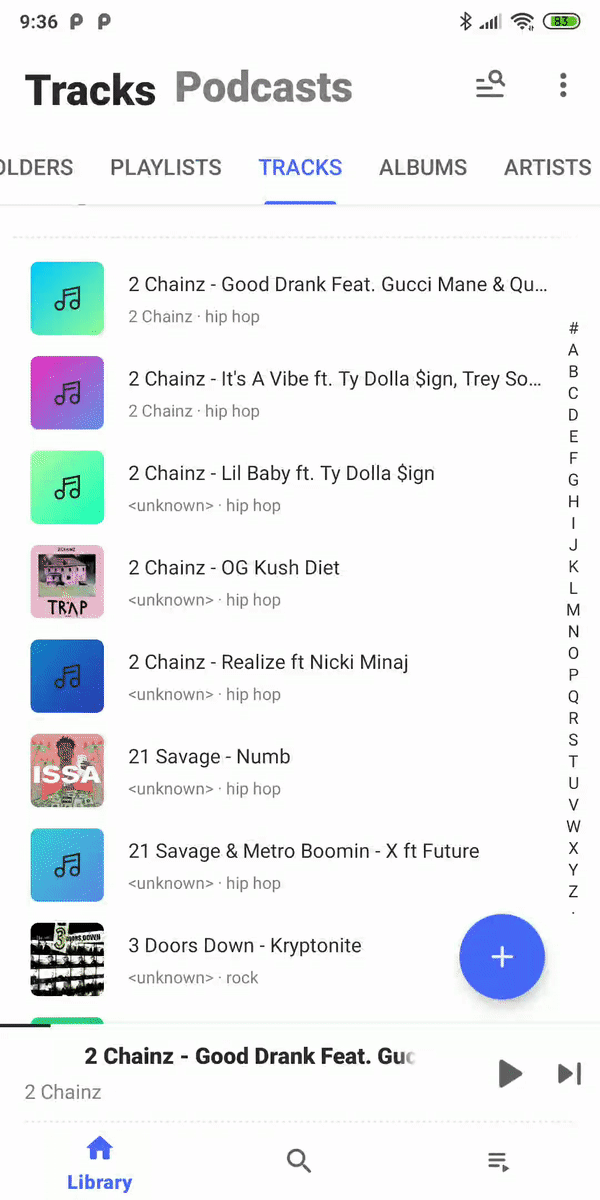 9:36 P P 83
Tracks Podcasts
OLDERS PLAYLISTS TRACKS ALBUMS ARTISTS
2 Chainz - Good Drank Feat. Gucci Mane & Qu...
2 Chainz · hip hop
2 Chainz - It's A Vibe ft. Ty Dolla $ign, Trey So...
2 Chainz · hip hop
2 Chainz - Lil Baby ft. Ty Dolla $ign
<unknown> · hip hop
TRAP
2 Chainz - OG Kush Diet
<unknown> · hip hop
2 Chainz - Realize ft Nicki Minaj
<unknown> · hip hop
ISSA
21 Savage - Numb
<unknown> · hip hop
21 Savage & Metro Boomin - X ft Future
<unknown> · hip hop
3 DOORS DOWN
3 Doors Down - Kryptonite
<unknown> · rock
#
A
B
C
D
E
F
G
H
I
J
K
L
M
N
O
P
Q
R
S
T
U
V
W
X
Y
Z
.
2 Chainz - Good Drank Feat. Guc
2 Chainz
Library